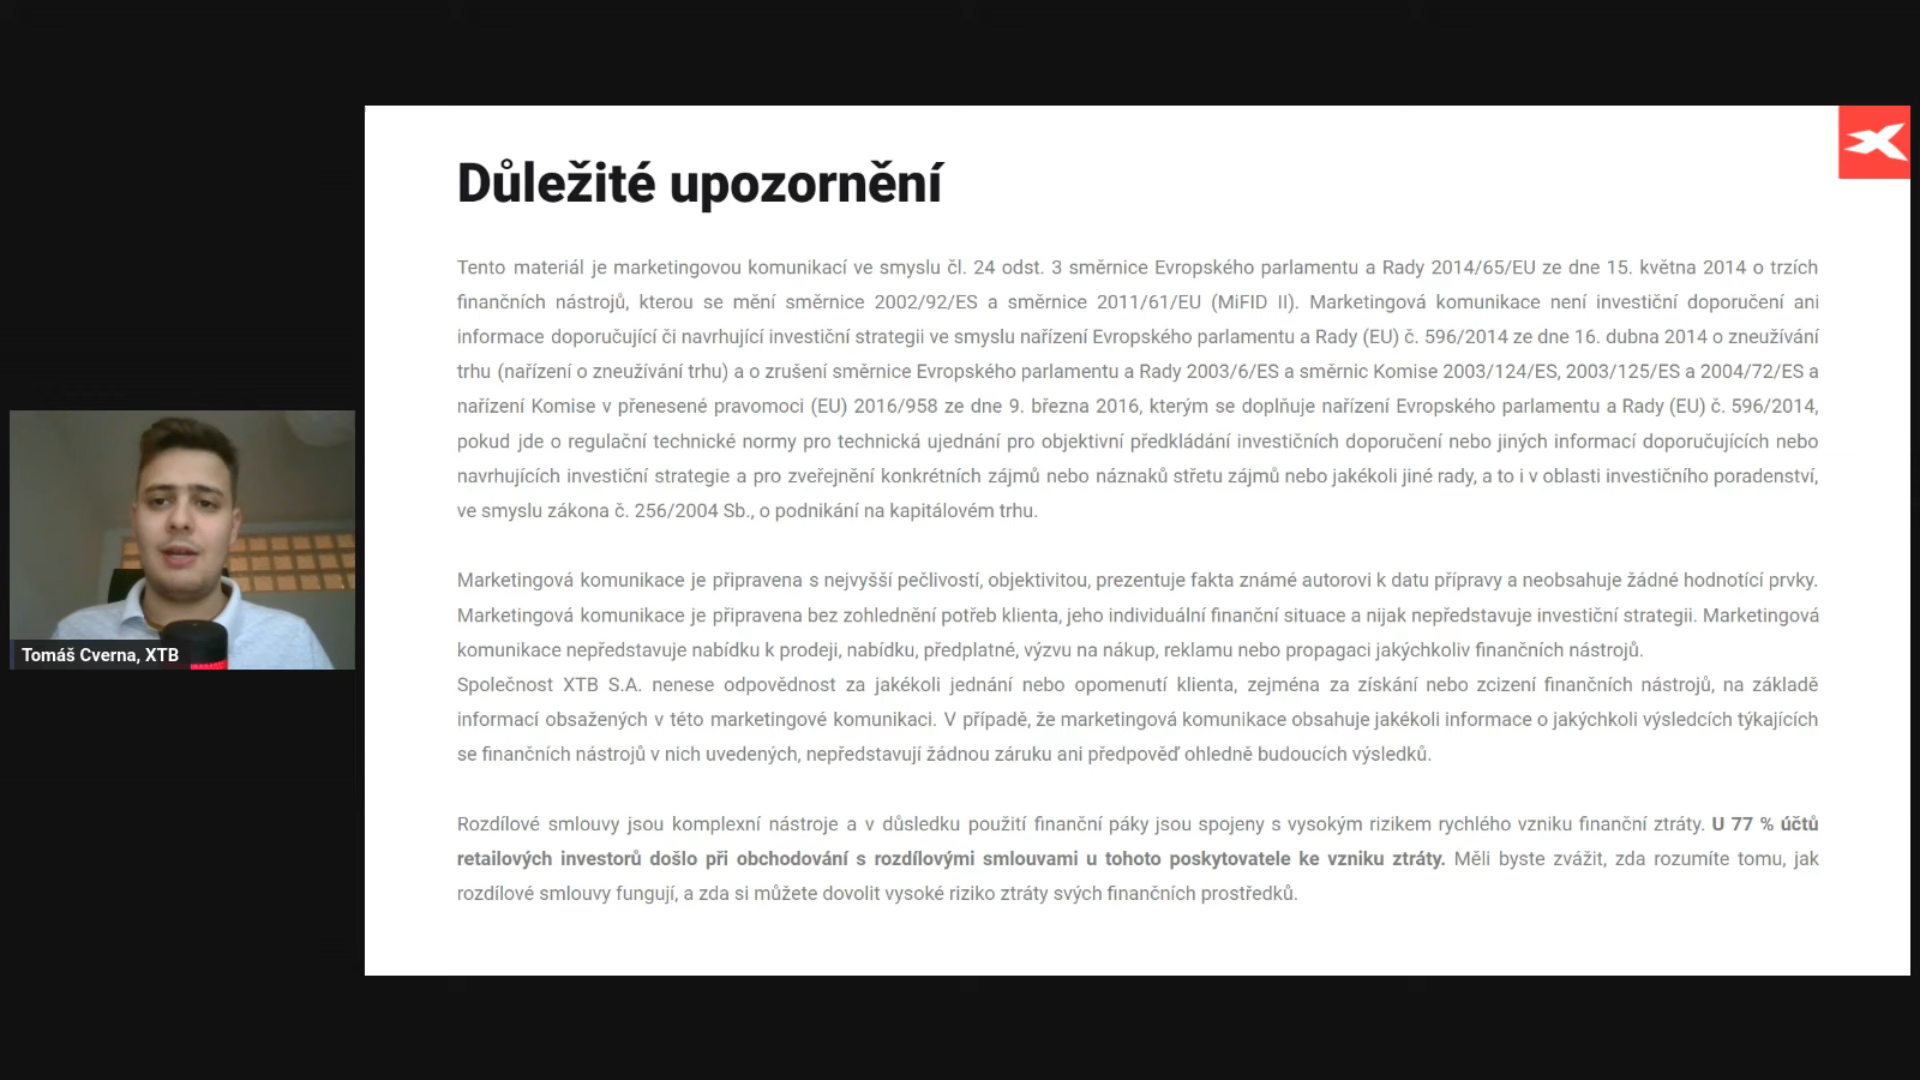 Důležité upozornění
Tento materiál je marketingovou komunikací ve smyslu čl. 24 odst. 3 směrnice Evropského parlamentu a Rady 2014/65/EU ze dne 15. května 2014 o trzích
finančních nástrojů, kterou se mění směrnice 2002/92/ES a směrnice 2011/61/EU (MiFID II). Marketingová komunikace není investiční doporučení ani
informace doporučující či navrhující investiční strategii ve smyslu nařízení Evropského parlamentu a Rady (EU) č. 596/2014 ze dne 16. dubna 2014 o zneužívání
trhu (nařízení o zneužívání trhu) a o zrušení směrnice Evropského parlamentu a Rady 2003/6/ES a směrnic Komise 2003/124/ES, 2003/125/ES a 2004/72/ES a
nařízení Komise v přenesené pravomoci (EU) 2016/958 ze dne 9. března 2016, kterým se doplňuje nařízení Evropského parlamentu a Rady (EU) č. 596/2014,
pokud jde o regulační technické normy pro technická ujednání pro objektivní předkládání investičních doporučení nebo jiných informací doporučujících nebo
navrhujících investiční strategie a pro zveřejnění konkrétních zájmů nebo náznaků střetu zájmů nebo jakékoli jiné rady, a to i v oblasti investičního poradenství,
ve smyslu zákona č. 256/2004 Sb., o podnikání na kapitálovém trhu.
Marketingová komunikace je připravena s nejvyšší pečlivostí, objektivitou, prezentuje fakta známé autorovi k datu přípravy a neobsahuje žádné hodnotící prvky.
Marketingová komunikace je připravena bez zohlednění potřeb klienta, jeho individuální finanční situace a nijak nepředstavuje investiční strategii. Marketingová
komunikace nepředstavuje nabídku k prodeji, nabídku, předplatné, výzvu na nákup, reklamu nebo propagaci jakýchkoliv finančních nástrojů.
Společnost XTB S.A. nenese odpovědnost za jakékoli jednání nebo opomenutí klienta, zejména za získání nebo zcizení finančních nástrojů, na základě
informací obsažených v této marketingové komunikaci. V případě, že marketingová komunikace obsahuje jakékoli informace o jakýchkoli výsledcích týkajících
se finančních nástrojů v nich uvedených, nepředstavují žádnou záruku ani předpověď ohledně budoucích výsledků.
Rozdílové smlouvy jsou komplexní nástroje a v důsledku použití finanční páky jsou spojeny s vysokým rizikem rychlého vzniku finanční ztráty. U 77 % účtů
retailových investorů došlo při obchodování s rozdílovými smlouvami u tohoto poskytovatele ke vzniku ztráty. Měli byste zvážit, zda rozumíte tomu, jak
rozdílové smlouvy fungují, a zda si můžete dovolit vysoké riziko ztráty svých finančních prostředků.
Tomáš Cverna, XTB